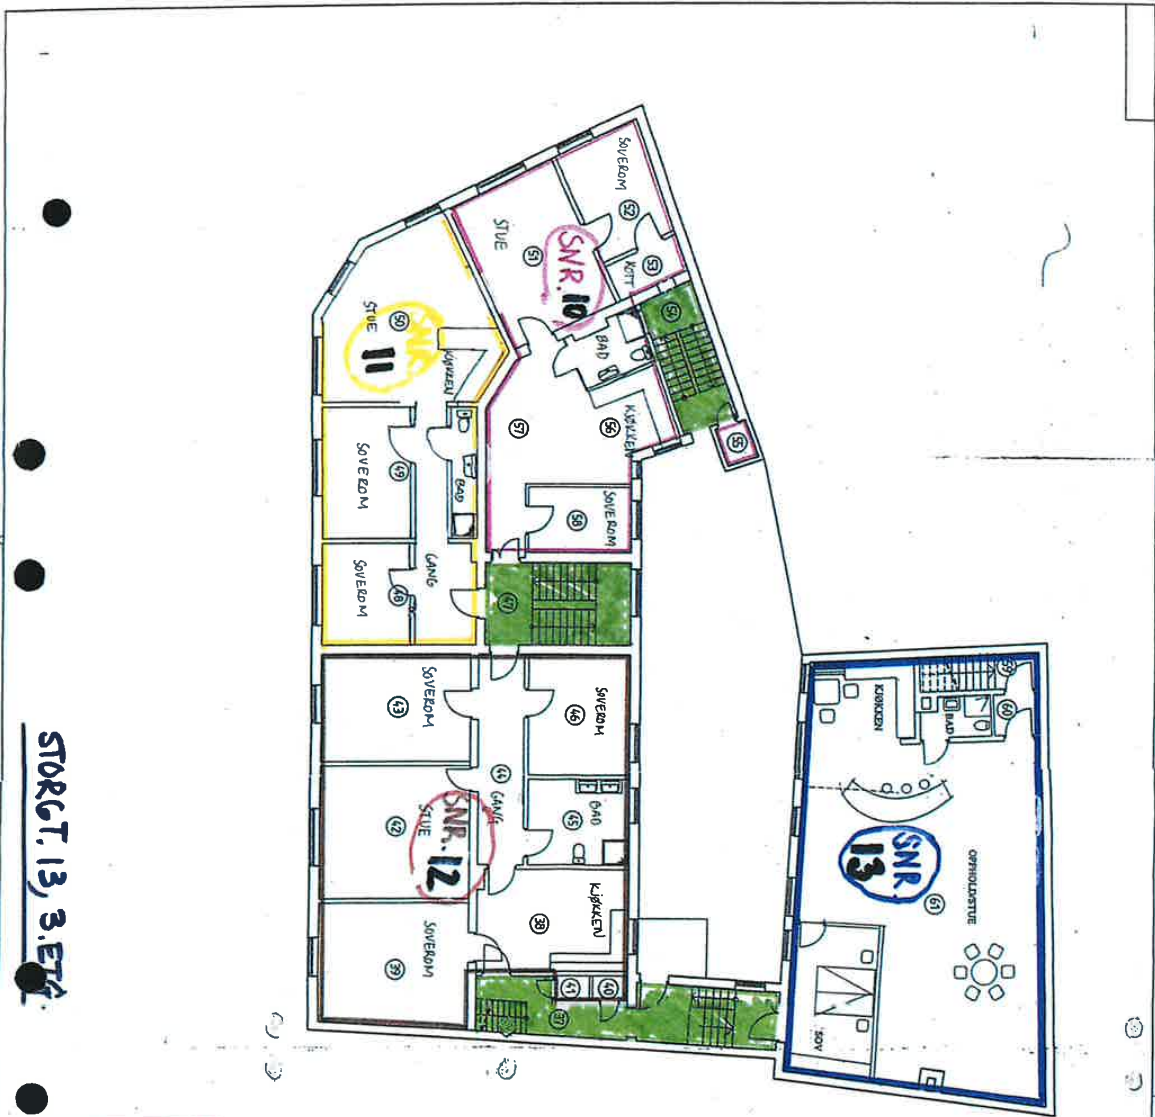 STORGT. 13, 3. ETG.
SOVEROM
52
53
KOTT
STUE
51
SNR. 10
54
BAD
KJØKKEN
56
55
57
SOVEROM
58
STUE
50
SNR. 11
KJØKKEN
SOVEROM
49
BAD
SOVEROM
48
GANG
47
SOVEROM
43
SOVEROM
46
44 GANG
STUE
42
SNR. 12
BAD
45
SOVEROM
39
KJØKKEN
38
41
40
37
KJØKKEN
BAD
59
60
SNR.
13
OPPHOLDSTUE
61
SOV